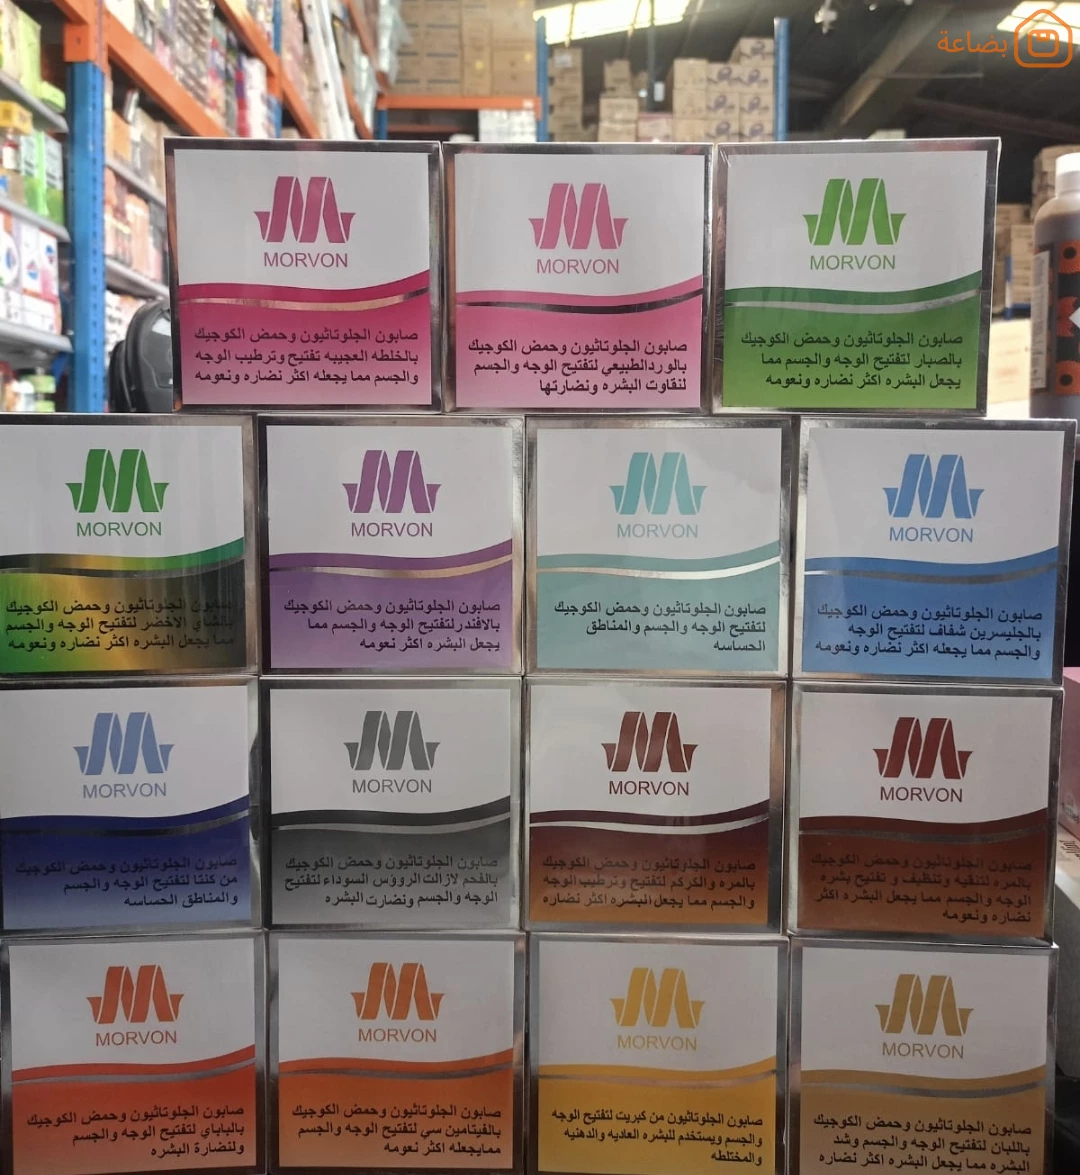 بضاعة
MORVON
صابون الجلوتاثيون وحمض الكوجيك
بالخلطه العجيبه تفتيح وترطيب الوجه
والجسم مما يجعله اكثر نضاره ونعومه
MORVON
صابون الجلوتاثيون وحمض الكوجيك
بالوردالطبيعي لتفتيح الوجه والجسم
لنقاوت البشره ونضارتها
MORVON
صابون الجلوتاثيون وحمض الكوجيك
بالصبار لتفتيح الوجه والجسم مما
يجعل البشره اكثر نضاره ونعومه
MORVON
صابون الجلوتاثيون وحمض الكوجيك
بالشاي الاخضر لتفتيح الوجه والجسم
مما يجعل البشره اكثر نضاره ونعومه
MORVON
صابون الجلوتاثيون وحمض الكوجيك
بالافندرلتفتيح الوجه والجسم مما
يجعل البشره اكثر نعومه
MORVON
صابون الجلوتاثيون وحمض الكوجيك
لتفتيح الوجه والجسم والمناطق
الحساسه
MORVON
صابون الجلوتاثيون وحمض الكوجيك
بالجليسرين شفاف لتفتيح الوجه
والجسم مما يجعله اكثر نضاره ونعومه
MORVON
صابون الجلوتاثيون وحمض الكوجيك
من كنتا لتفتيح الوجه والجسم
والمناطق الحساسه
MORVON
صابون الجلوتاثيون وحمض الكوجيك
بالفحم لازالت الروؤس السوداء لتفتيح
الوجه والجسم ونضارت البشره
MORVON
صابون الجلوتاثيون وحمض الكوجيك
بالمره والكركم لتفتيح وترطيب الوجه
والجسم مما يجعل البشره اكثر نضاره
MORVON
صابون الجلوتاثيون وحمض الكوجيك
بالمره لتنقيه وتنظيف و تفتيح بشره
الوجه والجسم مما يجعل البشره اكثر
نضاره ونعومه
MORVON
صابون الجلوتاثيون وحمض الكوجيك
بالباباي لتفتيح الوجه والجسم
ولنضارة البشره
MORVON
صابون الجلوتاثيون وحمض الكوجيك
بالفيتامين سي لتفتيح الوجه والجسم
ممايجعله اكثر نعومه
MORVON
صابون الجلوتاثيون من كبريت لتفتيح الوجه
والجسم ويستخدم للبشره العاديه والدهنيه
والمختلطه
MORVON
صابون الجلوتاثيون وحمض الكوجيك
باللبان لتفتيح الوجه والجسم وشد
البشره مما يجعل البشره اكثر نضاره